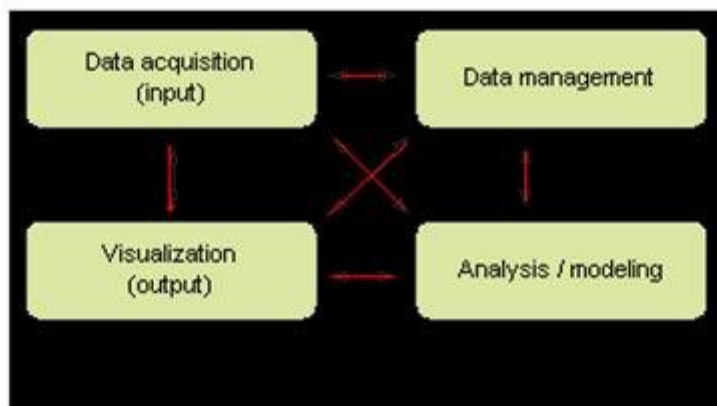 Data acquisition
(input)
Data management
Visualization
(output)
Analysis / modeling